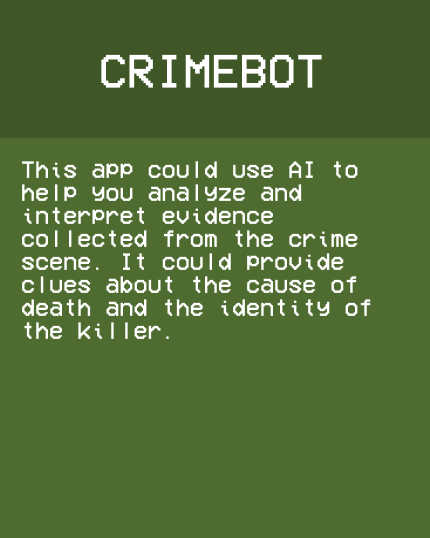 CRIMEBOT
This app could use AI to
help you analyze and
interpret evidence
collected from the crime
scene. It could provide
clues about the cause of
death and the identity of
the killer.